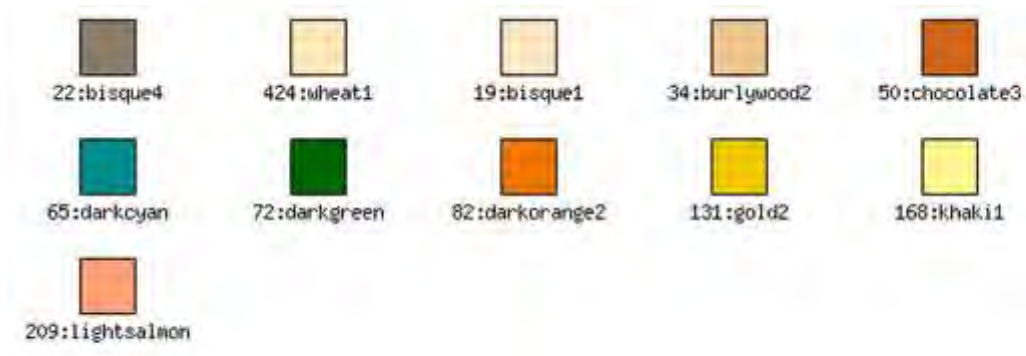 22:bisque4 424:wheat1 19:bisque1 34:burlywood2 50:chocolate3
65:darkcyan 72:darkgreen 82:darkorange2 131:gold2 168:khaki1
209:lightsalmon